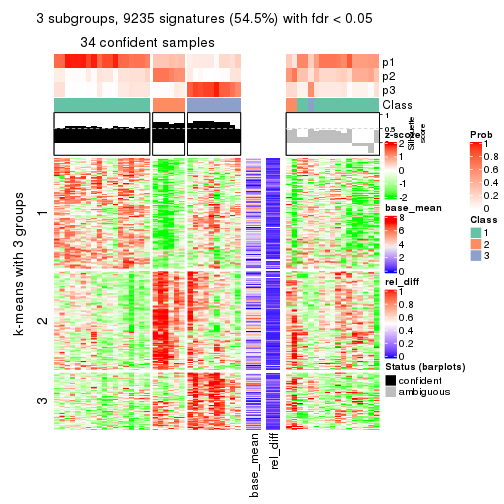 3 subgroups, 9235 signatures (54.5%) with fdr < 0.05
34 confident samples
p1
p2
p3
Class
1
0.5
0
Silhouette
score
k-means with 3 groups
1
2
3
base_mean
rel_diff
z-score
2
1
0
-1
-2
base_mean
8
6
4
2
0
rel_diff
1
0.8
0.6
0.4
0.2
0
Status (barplots)
confident
ambiguous
Prob
1
0.8
0.6
0.4
0.2
0
Class
1
2
3